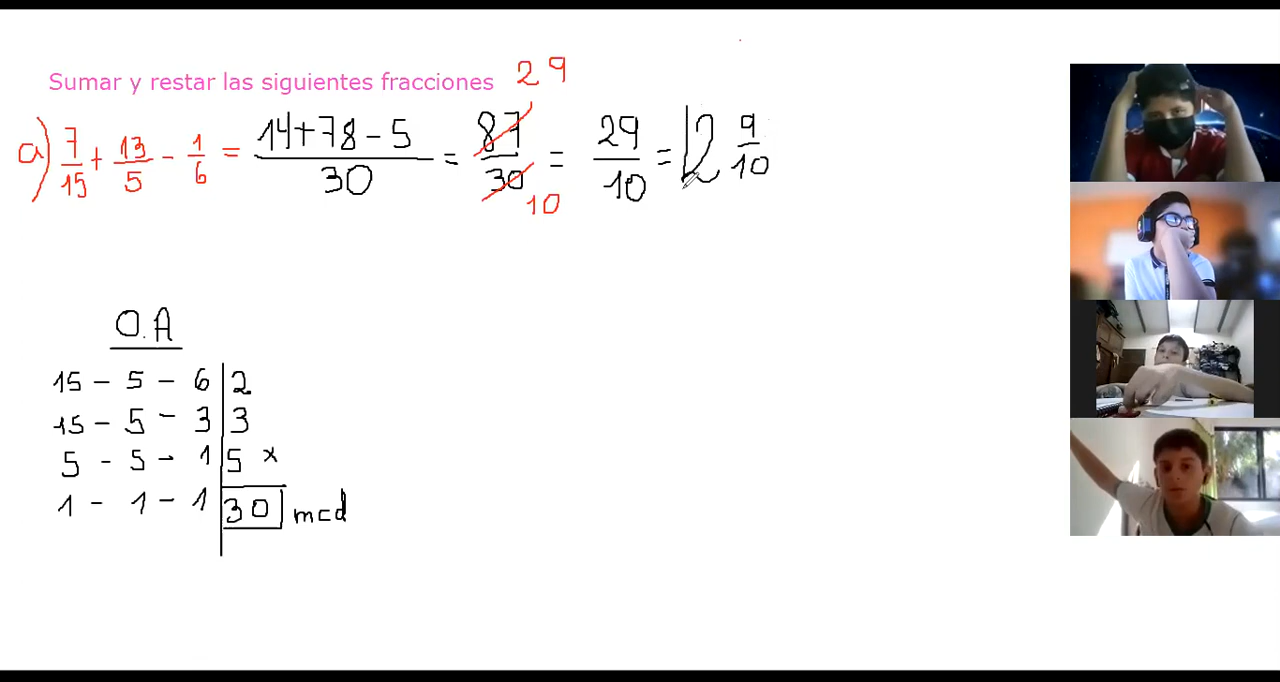 Sumar y restar las siguientes fracciones
a) 7/15 + 13/5 - 1/6 = (14+78-5)/30 = 87/30 = 29/10 = 2 9/10
29
10
O.A
15 - 5 - 6 | 2
15 - 5 - 3 | 3
5 - 5 - 1 | 5 x
1 - 1 - 1 | 30 mcd